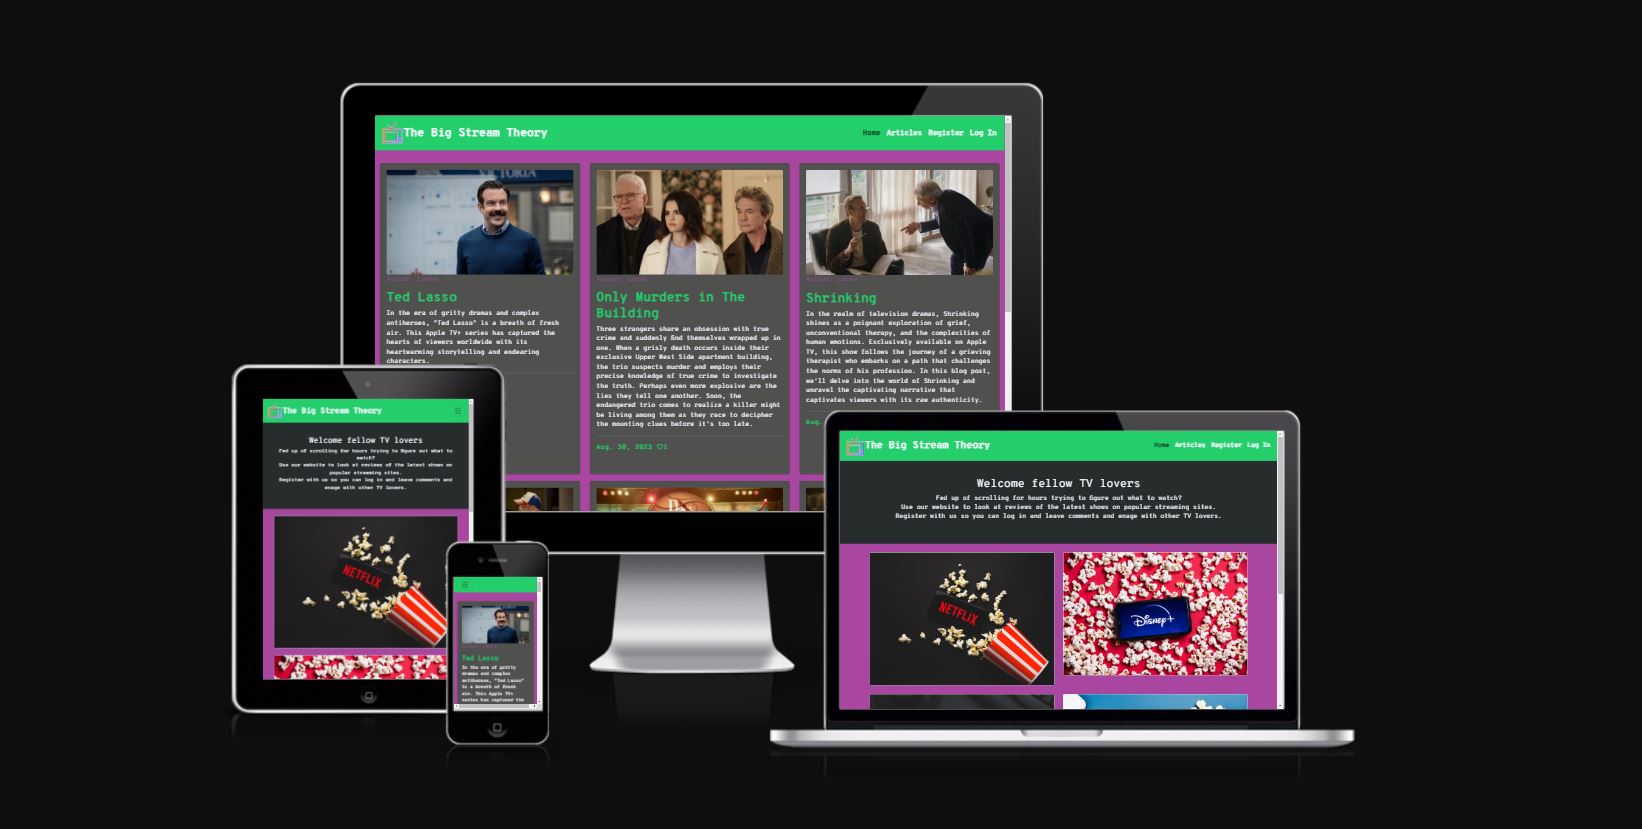 The Big Stream Theory
Home Articles Register Log In
VICTORIA
Ted Lasso
In the era of gritty dramas and complex
antiheroes, "Ted Lasso" is a breath of fresh
air. This Apple TV+ series has captured the
hearts of viewers worldwide with its
heartwarming storytelling and endearing
characters.
Only Murders in The
Building
Three strangers share an obsession with true
crime and suddenly find themselves wrapped up in
one. When a grisly death occurs inside their
exclusive Upper West Side apartment building,
the trio suspects murder and employs their
precise knowledge of true crime to investigate
the truth. Perhaps even more explosive are the
lies they tell one another. Soon, the
endangered trio comes to realize a killer might
be living among them as they race to decipher
the mounting clues before it's too late.
Aug. 30, 2023 1
Shrinking
In the realm of television dramas, Shrinking
shines as a poignant exploration of grief,
unconventional therapy, and the complexities of
human emotions. Exclusively available on Apple
TV, this show follows the journey of a grieving
therapist who embarks on a path that challenges
the norms of his profession. In this blog post,
we'll delve into the world of Shrinking and
unravel the captivating narrative that
captivates viewers with its raw authenticity.
Aug.
The Big Stream Theory
Welcome fellow TV lovers
Fed up of scrolling for hours trying to figure out what to
watch?
Use our website to look at reviews of the latest shows on
popular streaming sites.
Register with us so you can log in and leave comments and
enage with other TV lovers.
NETFLIX
Ted Lasso
In the era of gritty
dramas and complex
antiheroes, "Ted Lasso"
is a breath of fresh
air. This Apple TV+
series has captured the
The Big Stream Theory
Home Articles Register Log In
Welcome fellow TV lovers
Fed up of scrolling for hours trying to figure out what to watch?
Use our website to look at reviews of the latest shows on popular streaming sites.
Register with us so you can log in and leave comments and enage with other TV lovers.
NETFLIX
Disney+